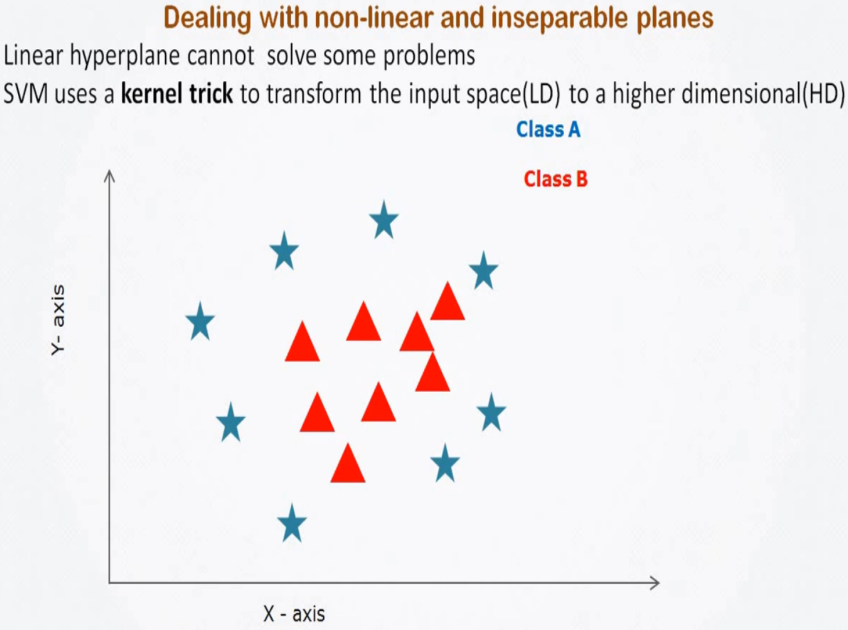 Dealing with non-linear and inseparable planes
Linear hyperplane cannot solve some problems
SVM uses a kernel trick to transform the input space(LD) to a higher dimensional(HD)
Class A
Class B
Y- axis
X - axis